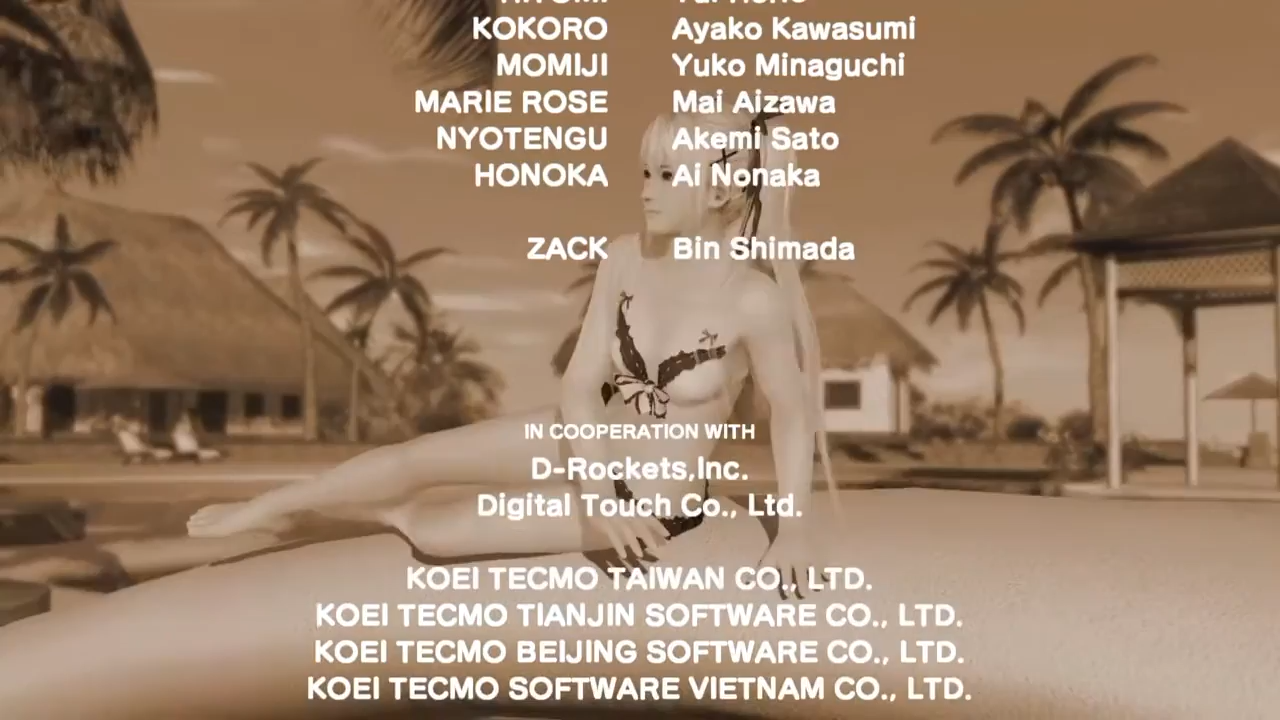 KOKORO Ayako Kawasumi
MOMIJI Yuko Minaguchi
MARIE ROSE Mai Aizawa
NYOTENGU Akemi Sato
HONOKA Ai Nonaka
ZACK Bin Shimada
IN COOPERATION WITH
D-Rockets,Inc.
Digital Touch Co., Ltd.
KOEI TECMO TAIWAN CO., LTD.
KOEI TECMO TIANJIN SOFTWARE CO., LTD.
KOEI TECMO BEIJING SOFTWARE CO., LTD.
KOEI TECMO SOFTWARE VIETNAM CO., LTD.